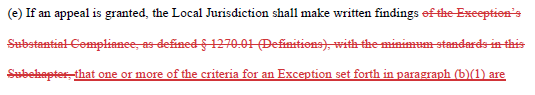 (e) If an appeal is granted, the Local Jurisdiction shall make written findings of the Exception's
Substantial Compliance, as defined § 1270.01 (Definitions), with the minimum standards in this
Subchapter, that one or more of the criteria for an Exception set forth in paragraph (b)(1) are